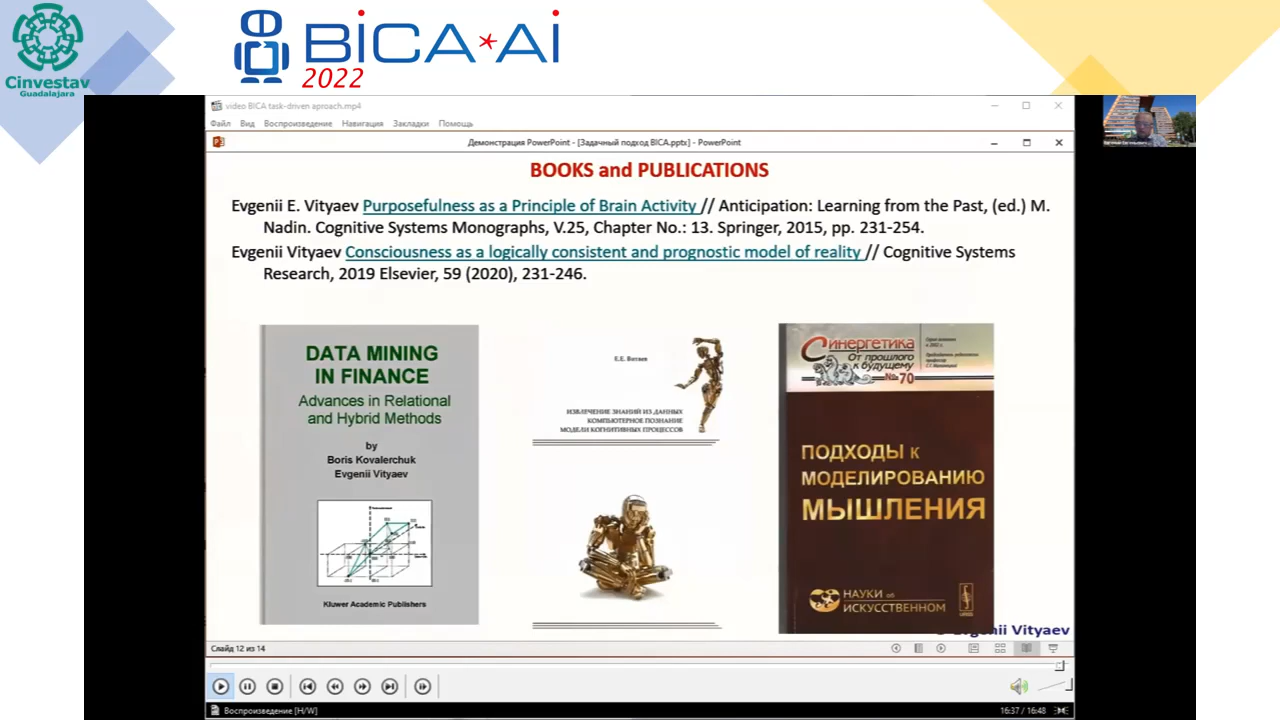 Cinvestav
Guadalajara
BiCA*Ai
2022
video BICA task-driven aproach.mp4
Файл Вид Воспроизведение Навигация Закладки Помощь
Демонстрация PowerPoint - [Задачный подход BICA.pptx] - PowerPoint
BOOKS and PUBLICATIONS
Evgenii E. Vityaev Purposefulness as a Principle of Brain Activity // Anticipation: Learning from the Past, (ed.) M.
Nadin. Cognitive Systems Monographs, V.25, Chapter No.: 13. Springer, 2015, pp. 231-254.
Evgenii Vityaev Consciousness as a logically consistent and prognostic model of reality // Cognitive Systems
Research, 2019 Elsevier, 59 (2020), 231-246.
DATA MINING
IN FINANCE
Advances in Relational
and Hybrid Methods
by
Boris Kovalerchuk
Evgenii Vityaev
Kluwer Academic Publishers
Е.Е. Витяев
ИЗВЛЕЧЕНИЕ ЗНАНИЙ ИЗ ДАННЫХ
КОМПЬЮТЕРНОЕ ПОЗНАНИЕ
МОДЕЛИ КОГНИТИВНЫХ ПРОЦЕССОВ
Синергетика
От прошлого
к будущему
№70
ПОДХОДЫ К
МОДЕЛИРОВАНИЮ
МЫШЛЕНИЯ
НАУКИ об
ИСКУССТВЕННОМ
Evgenii Vityaev
Слайд 12 из 14
Воспроизведение [H/W]
16:37 / 16:48